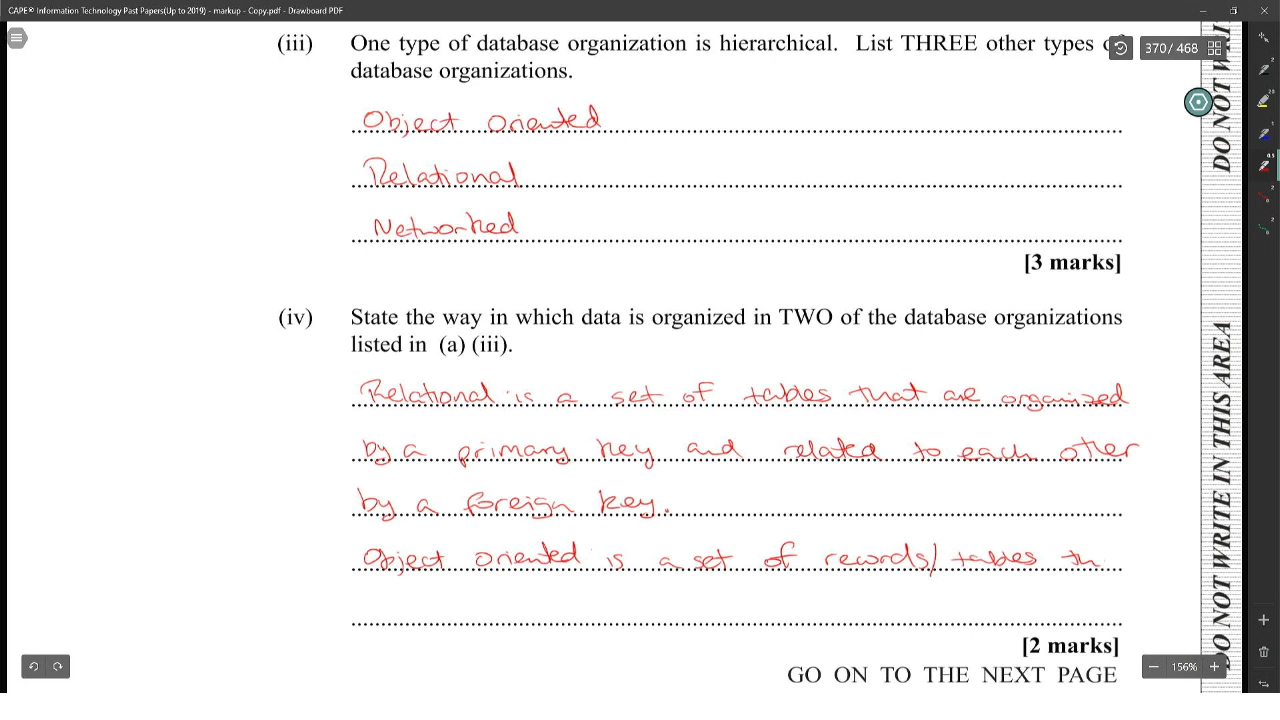 CAPE® Information Technology Past Papers(Up to 2019) - markup - Copy.pdf - Drawboard PDF
(iii) One type of database organization is hierarchical. List THREE other types
370/ 468
database organizations.
Object Oriented
Relational
Networked
[3 marks]
(iv) State the way in which data is organized in TWO of the database organizations
listed in (a) (iii).
Relational is a set of tables that are organized
by a primary key and related to each other
by a foreign key.
Object oriented is a set of records/ tables th
[2 marks]
GO ON TO THE NEXT PAGE
156%
DO NOT WRITE IN THIS AREA
DO NOT